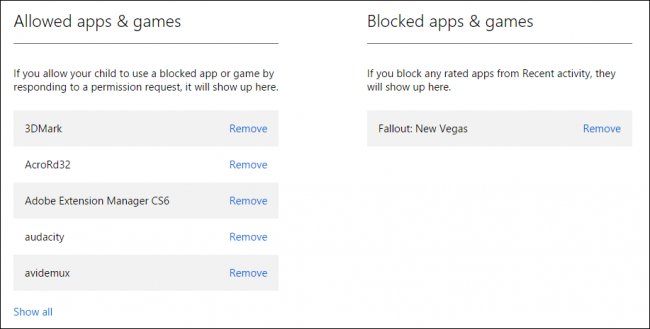 Allowed apps & games
If you allow your child to use a blocked app or game by
responding to a permission request, it will show up here.
3DMark Remove
AcroRd32 Remove
Adobe Extension Manager CS6 Remove
audacity Remove
avidemux Remove
Show all
Blocked apps & games
If you block any rated apps from Recent activity, they
will show up here.
Fallout: New Vegas Remove